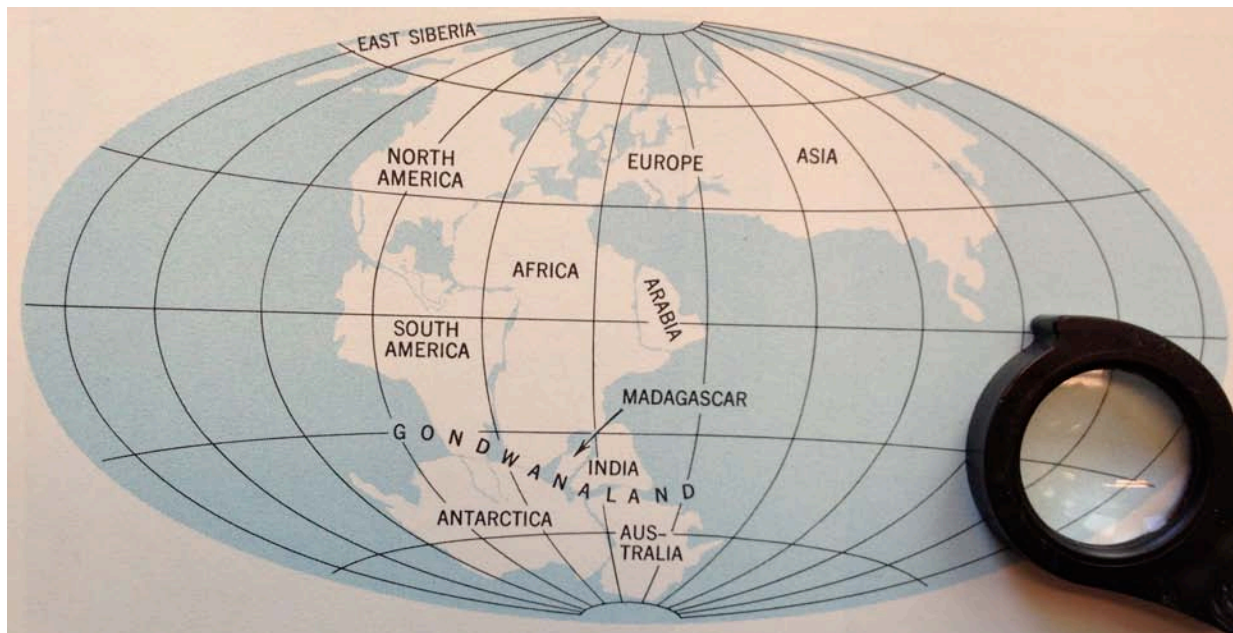 EAST SIBERIA
NORTH
AMERICA
EUROPE
ASIA
AFRICA
ARABIA
SOUTH
AMERICA
MADAGASCAR
GONDWANALAND
INDIA
ANTARCTICA
AUS-
TRALIA